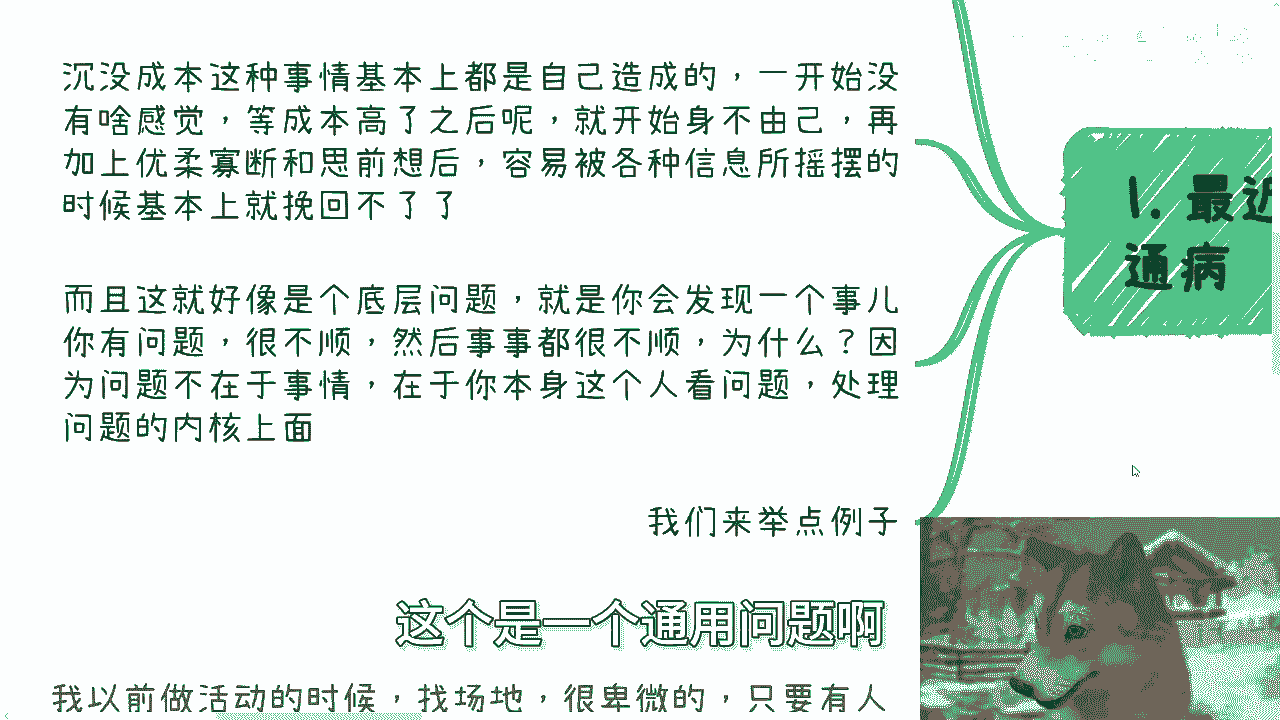 沉没成本这种事情基本上都是自己造成的，一开始没
有啥感觉，等成本高了之后呢，就开始身不由己，再
加上优柔寡断和思前想后，容易被各种信息所摇摆的
时候基本上就挽回不了了
而且这就好像是个底层问题，就是你会发现一个事儿
你有问题，很不顺，然后事事都很不顺，为什么？因
为问题不在于事情，在于你本身这个人看问题，处理
问题的内核上面
我们来举点例子
1. 最近
通病
这个是一个通用问题啊
我以前做活动的时候，找场地，很卑微的，只要有人